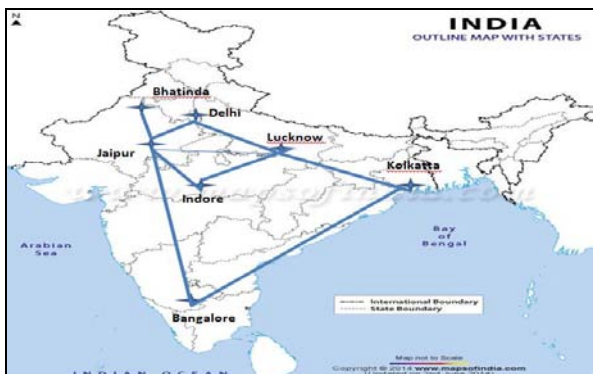 INDIA
OUTLINE MAP WITH STATES
N
Bhatinda
Delhi
Lucknow
Jaipur
Kolkatta
Indore
Arabian
Sea
Bay
of
Bengal
Bangalore
International Boundary
State Boundary
Map not to Scale
Copyright © 2014 www.mapsofindia.com
INDIAN OCEAN